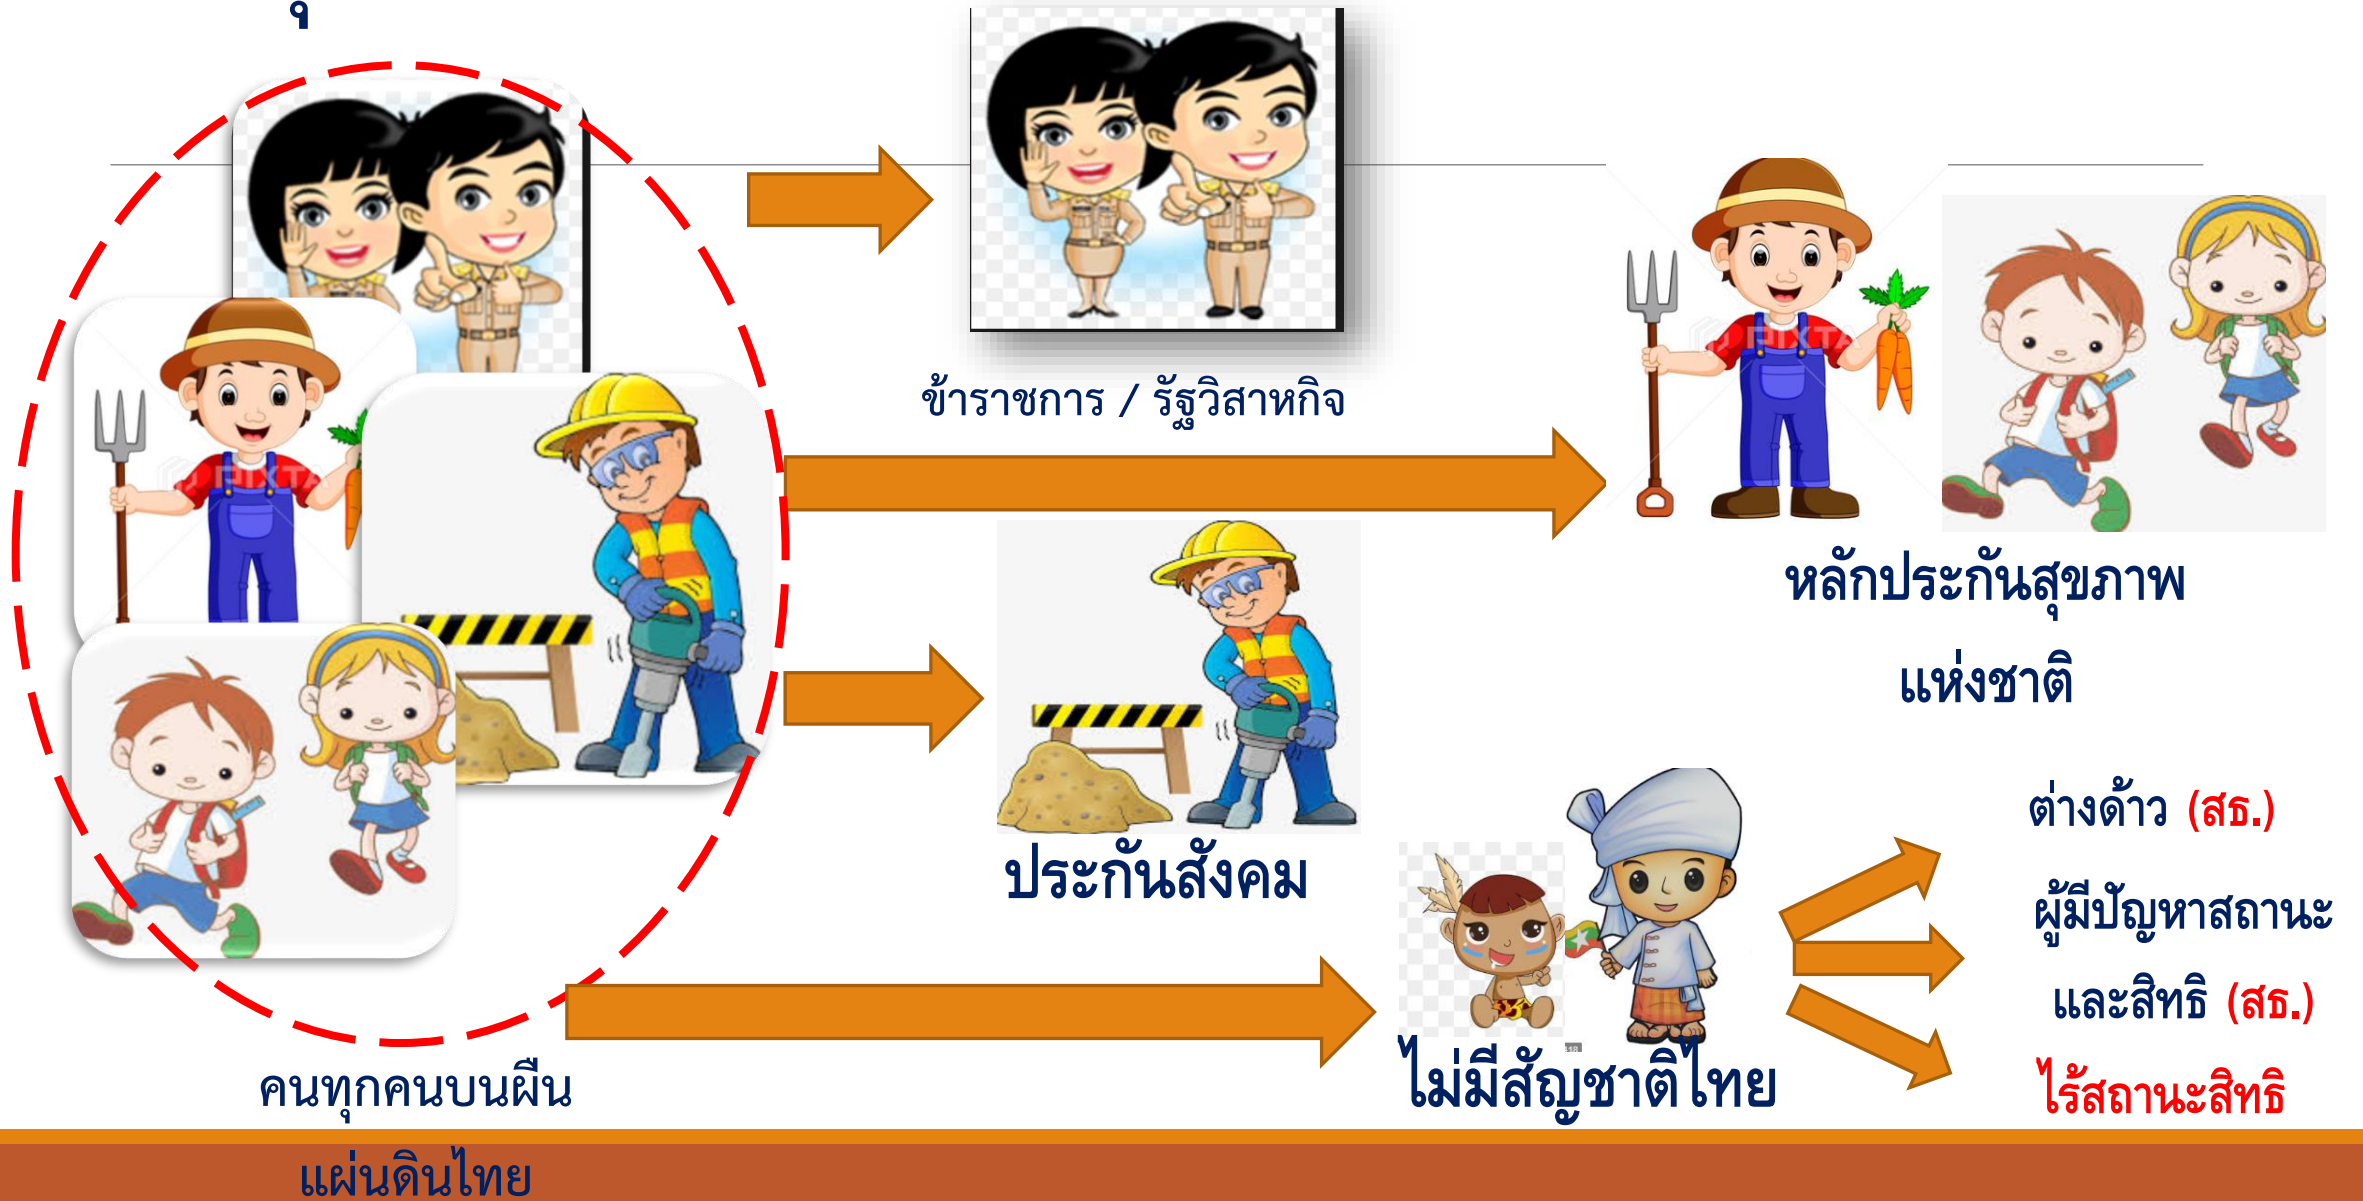 ข้าราชการ / รัฐวิสาหกิจ
หลักประกันสุขภาพ
แห่งชาติ
ประกันสังคม
ต่างด้าว (สธ.)
ผู้มีปัญหาสถานะ
และสิทธิ (สธ.)
ไร้สถานะสิทธิ
ไม่มีสัญชาติไทย
คนทุกคนบนผืน
แผ่นดินไทย
PIXTA
PIXTA